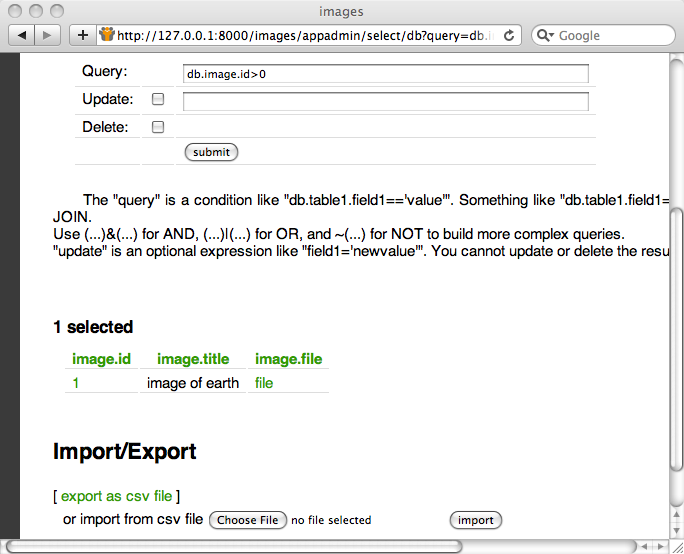 images
http://127.0.0.1:8000/images/appadmin/select/db?query=db.i
Google
Query:
db.image.id>0
Update:
Delete:
submit
The "query" is a condition like "db.table1.field1=='value'". Something like "db.table1.field1=
JOIN.
Use (...)&(...) for AND, (...)|(...) for OR, and ~(...) for NOT to build more complex queries.
"update" is an optional expression like "field1='newvalue'". You cannot update or delete the resu
1 selected
image.id image.title image.file
1 image of earth file
Import/Export
[ export as csv file ]
or import from csv file Choose File no file selected import